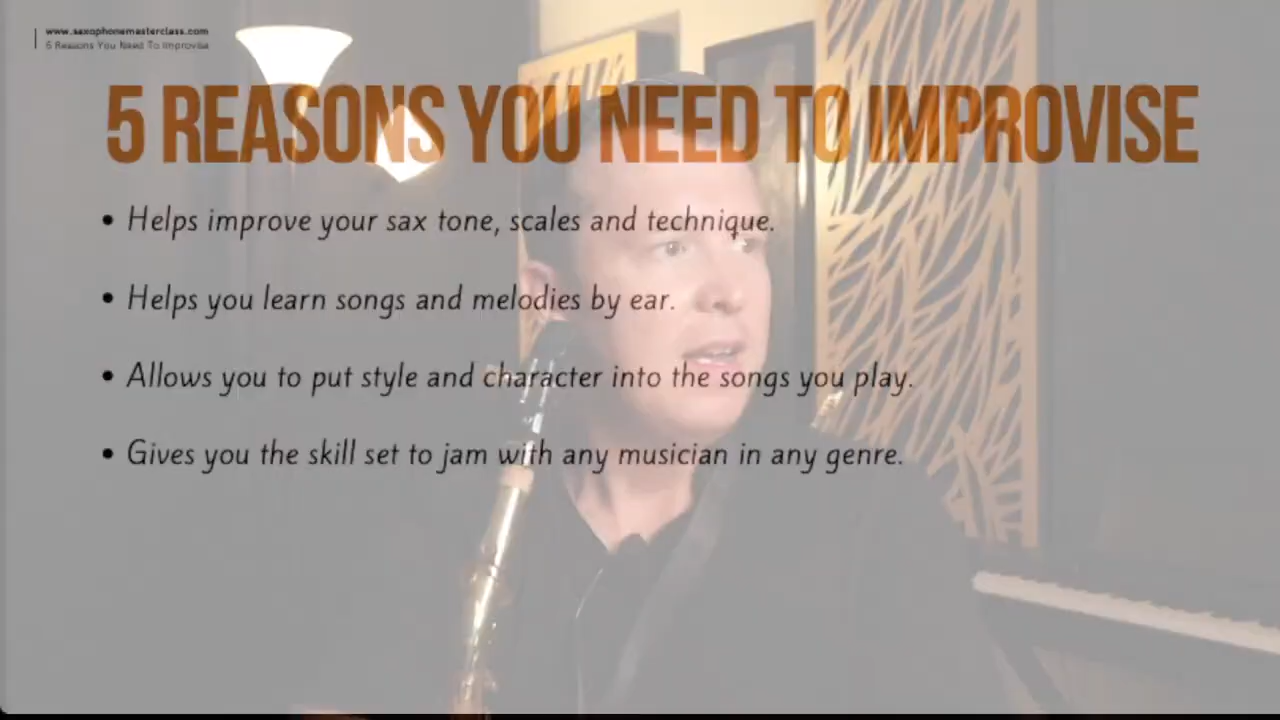 www.saxophonemasterclass.com
5 Reasons You Need To Improvise
5 REASONS YOU NEED TO IMPROVISE
• Helps improve your sax tone, scales and technique.
• Helps you learn songs and melodies by ear.
• Allows you to put style and character into the songs you play.
• Gives you the skill set to jam with any musician in any genre.